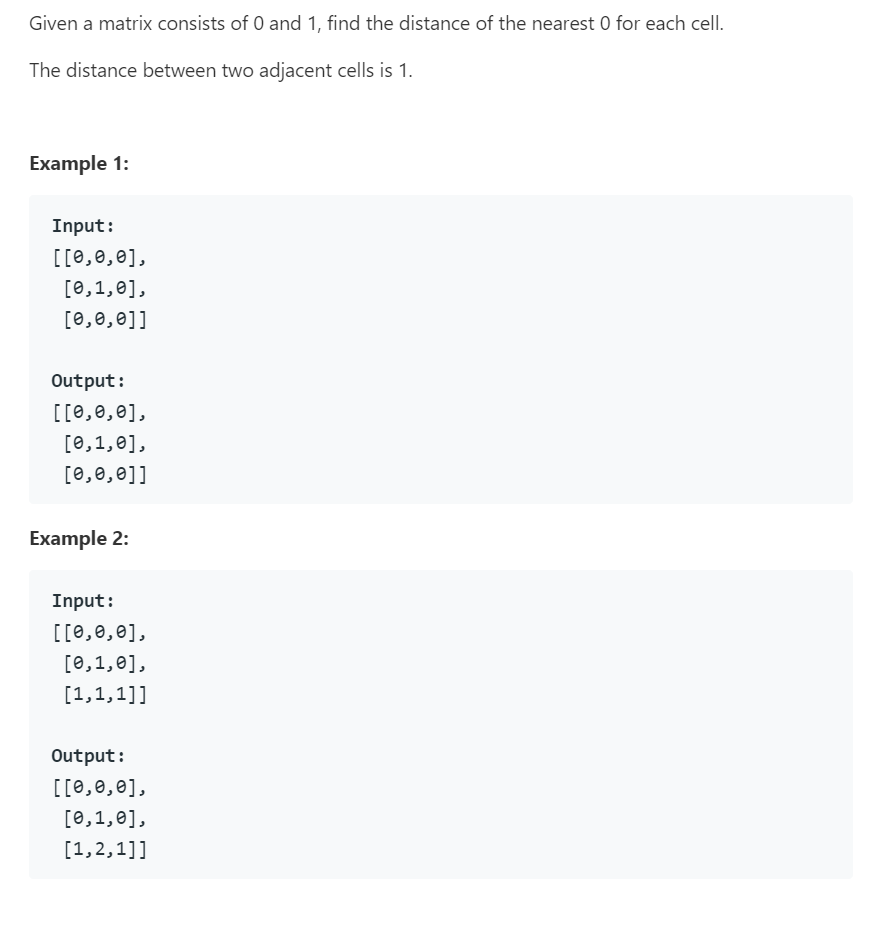 Given a matrix consists of 0 and 1, find the distance of the nearest 0 for each cell.
The distance between two adjacent cells is 1.
Example 1:
Input:
[[0,0,0],
 [0,1,0],
 [0,0,0]]
Output:
[[0,0,0],
 [0,1,0],
 [0,0,0]]
Example 2:
Input:
[[0,0,0],
 [0,1,0],
 [1,1,1]]
Output:
[[0,0,0],
 [0,1,0],
 [1,2,1]]